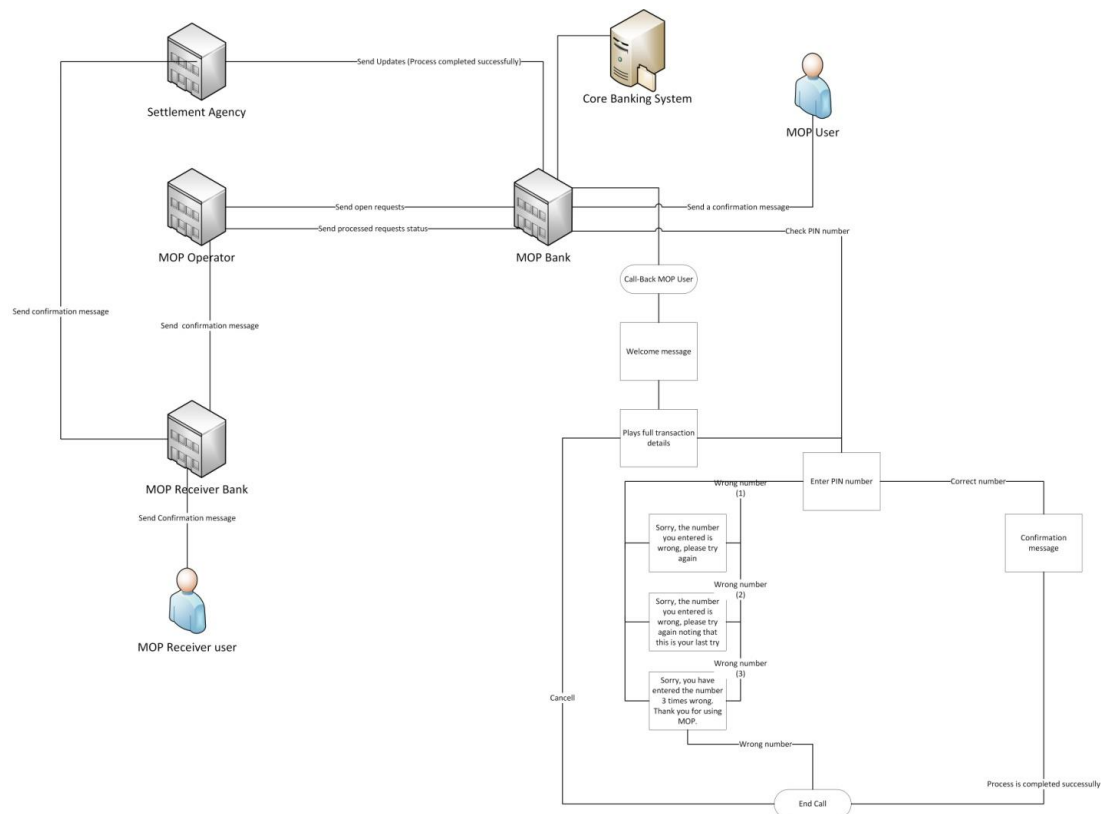 Send Updates (Process completed successfully)
Settlement Agency
Core Banking System
MOP User
Send open requests
Send a confirmation message
Send processed requests status
Check PIN number
MOP Operator
MOP Bank
Call-Back MOP User
Send confirmation message
Send  confirmation message
Welcome message
Plays full transaction
details
MOP Receiver Bank
Enter PIN number
Wrong number
(1)
Correct number
Send Confirmation message
Sorry, the number
you entered is
wrong, please try
again
Confirmation
message
MOP Receiver user
Wrong number
(2)
Sorry, the number
you entered is
wrong, please try
again noting that
this is your last try
Wrong number
(3)
Sorry, you have
entered the number
3 times wrong.
Thank you for using
MOP.
Cancell
Wrong number
Process is completed successully
End Call